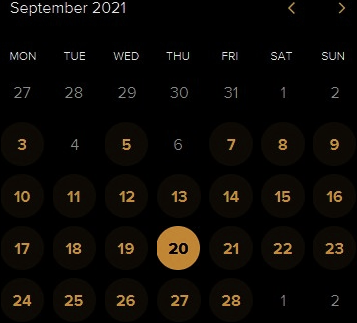 September 2021
MON TUE WED THU FRI SAT SUN
27 28 29 30 31 1 2
3 4 5 6 7 8 9
10 11 12 13 14 15 16
17 18 19 20 21 22 23
24 25 26 27 28 1 2